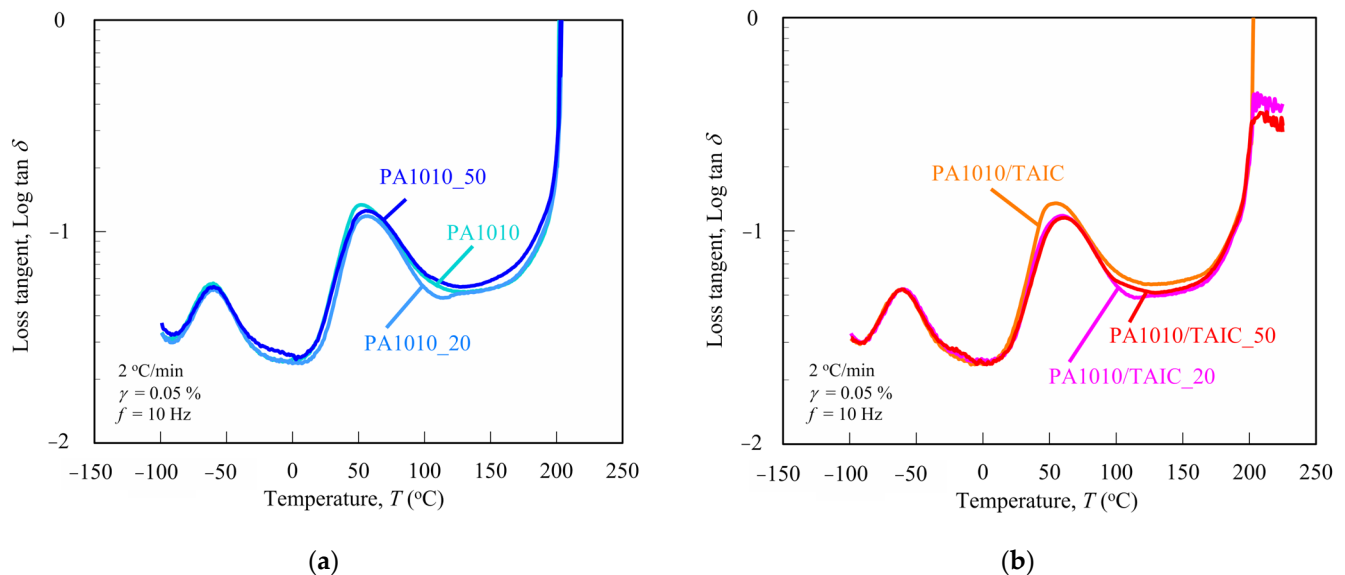 0
−1
−2
Loss tangent, Log tan δ
PA1010_50
PA1010
PA1010_20
2 °C/min
γ = 0.05 %
f = 10 Hz
−150 −100 −50 0 50 100 150 200 250
Temperature, T (°C)
(a)
0
−1
−2
Loss tangent, Log tan δ
PA1010/TAIC
PA1010/TAIC_50
PA1010/TAIC_20
2 °C/min
γ = 0.05 %
f = 10 Hz
−150 −100 −50 0 50 100 150 200 250
Temperature, T (°C)
(b)